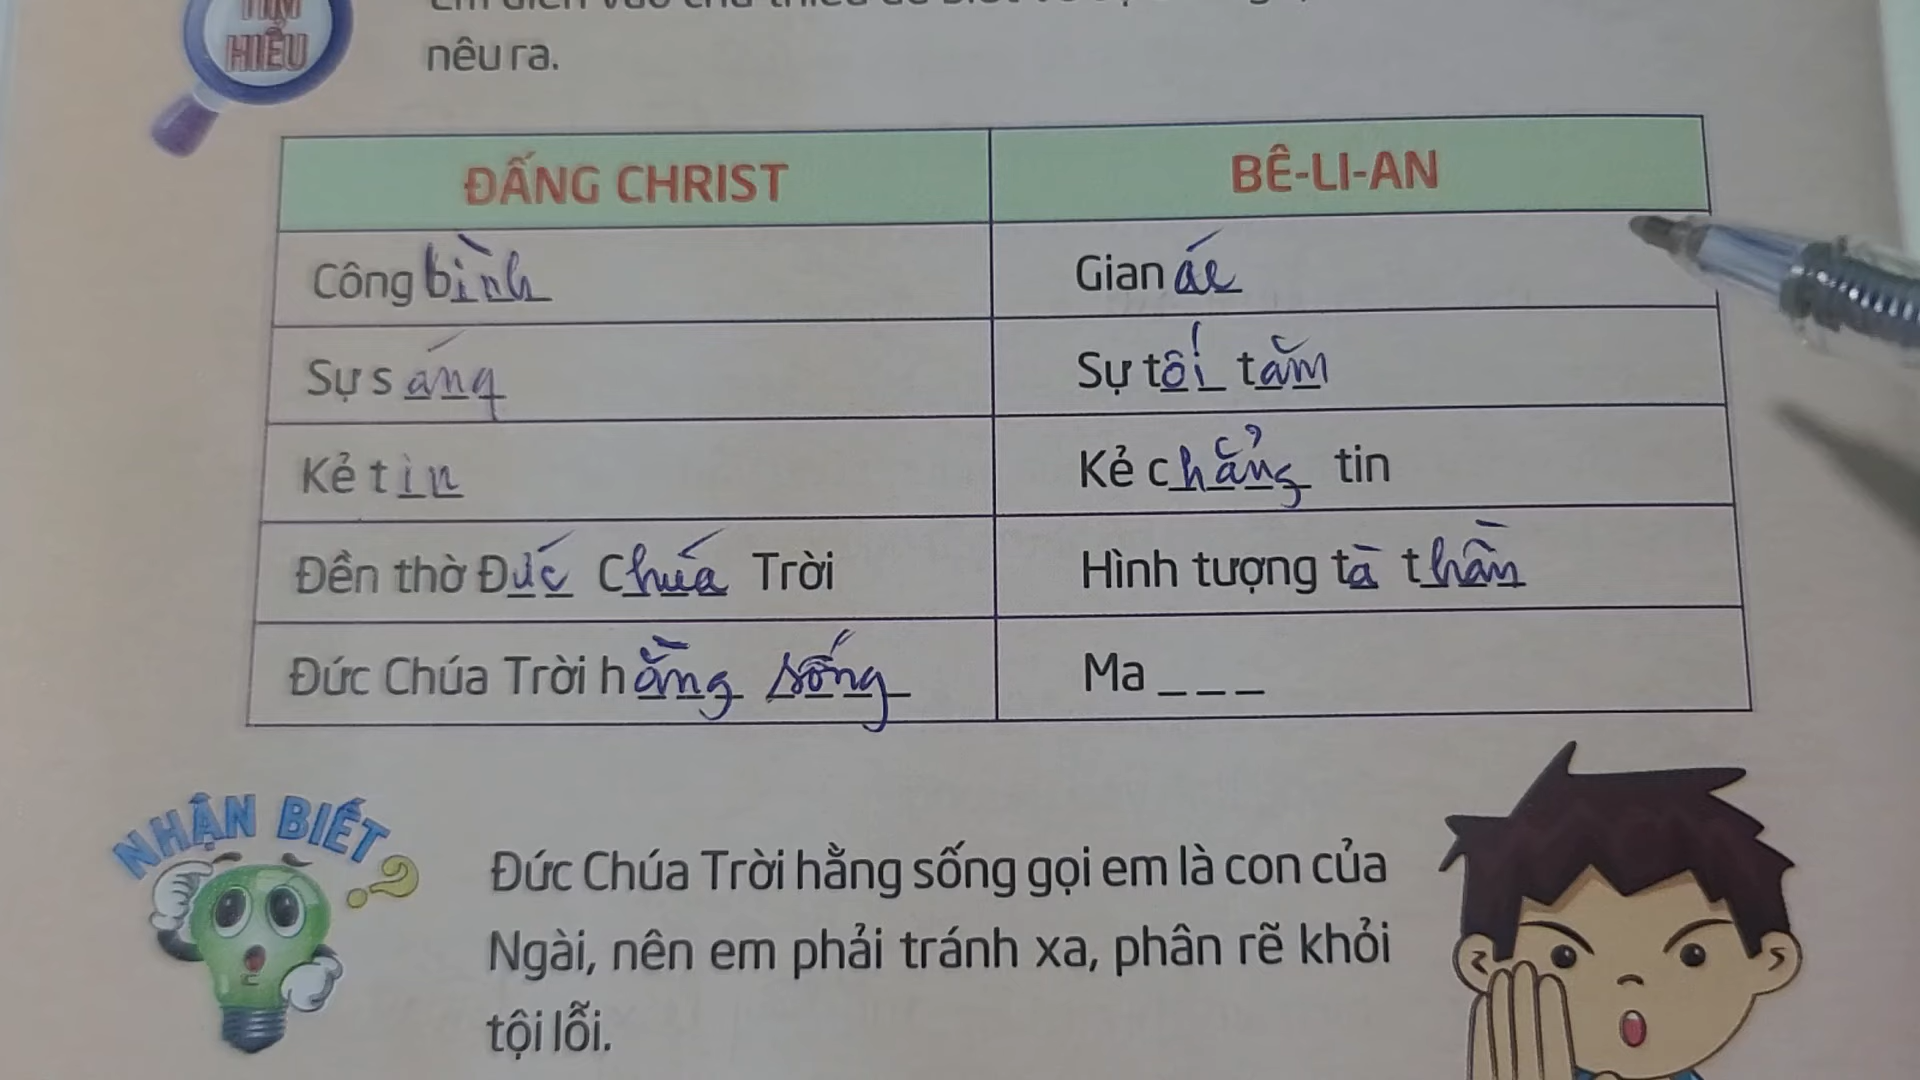 TÌM
HIỂU
nêu ra.
ĐẤNG CHRIST
BÊ-LI-AN
Công bình
Gian ác
Sự sáng
Sự tối tăm
Kẻ tin
Kẻ chẳng tin
Đền thờ Đức Chúa Trời
Hình tượng tà thần
Đức Chúa Trời hằng sống
Ma _ _ _
NHẬN BIẾT
Đức Chúa Trời hằng sống gọi em là con của
Ngài, nên em phải tránh xa, phân rẽ khỏi
tội lỗi.